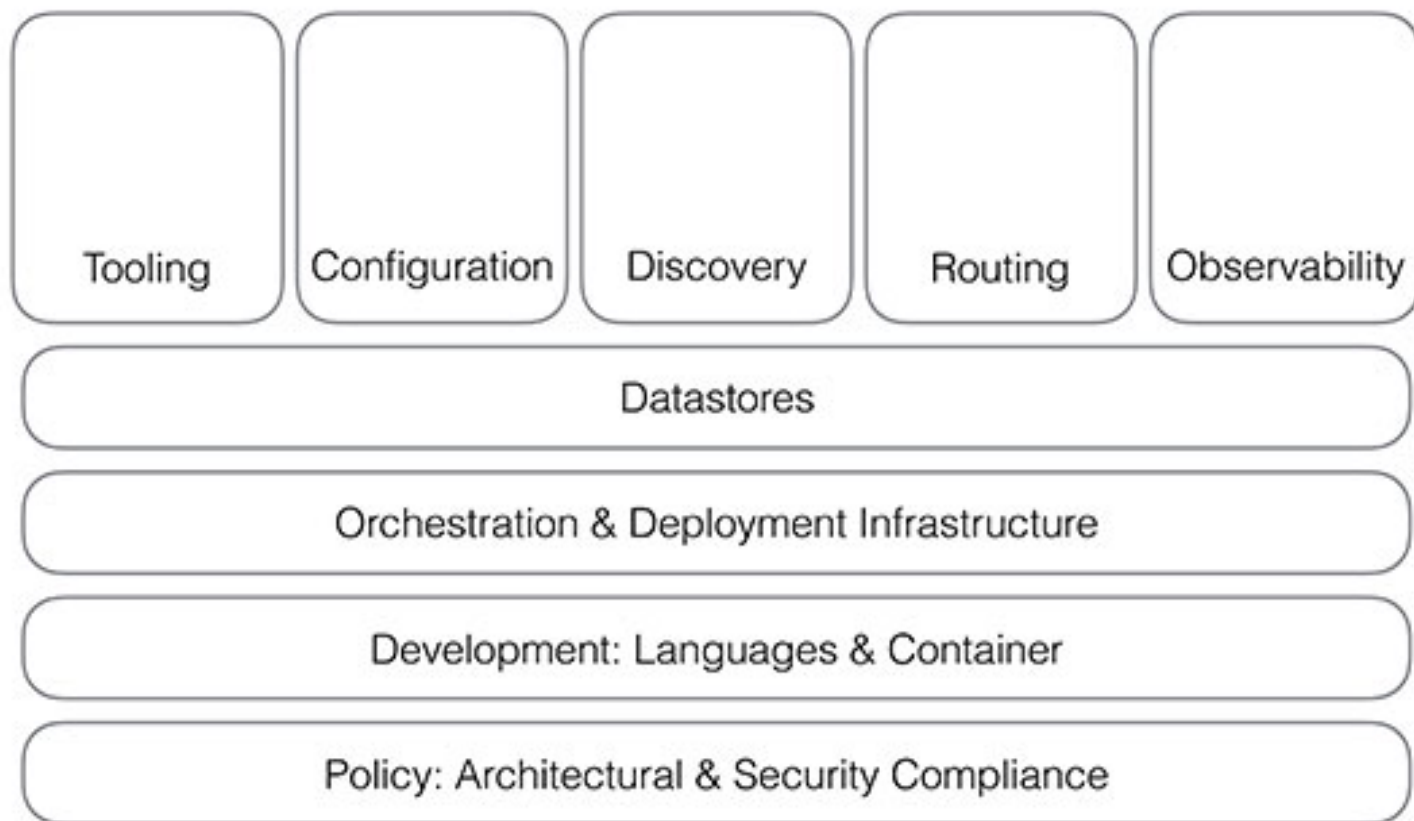 Tooling
Configuration
Discovery
Routing
Observability
Datastores
Orchestration & Deployment Infrastructure
Development: Languages & Container
Policy: Architectural & Security Compliance